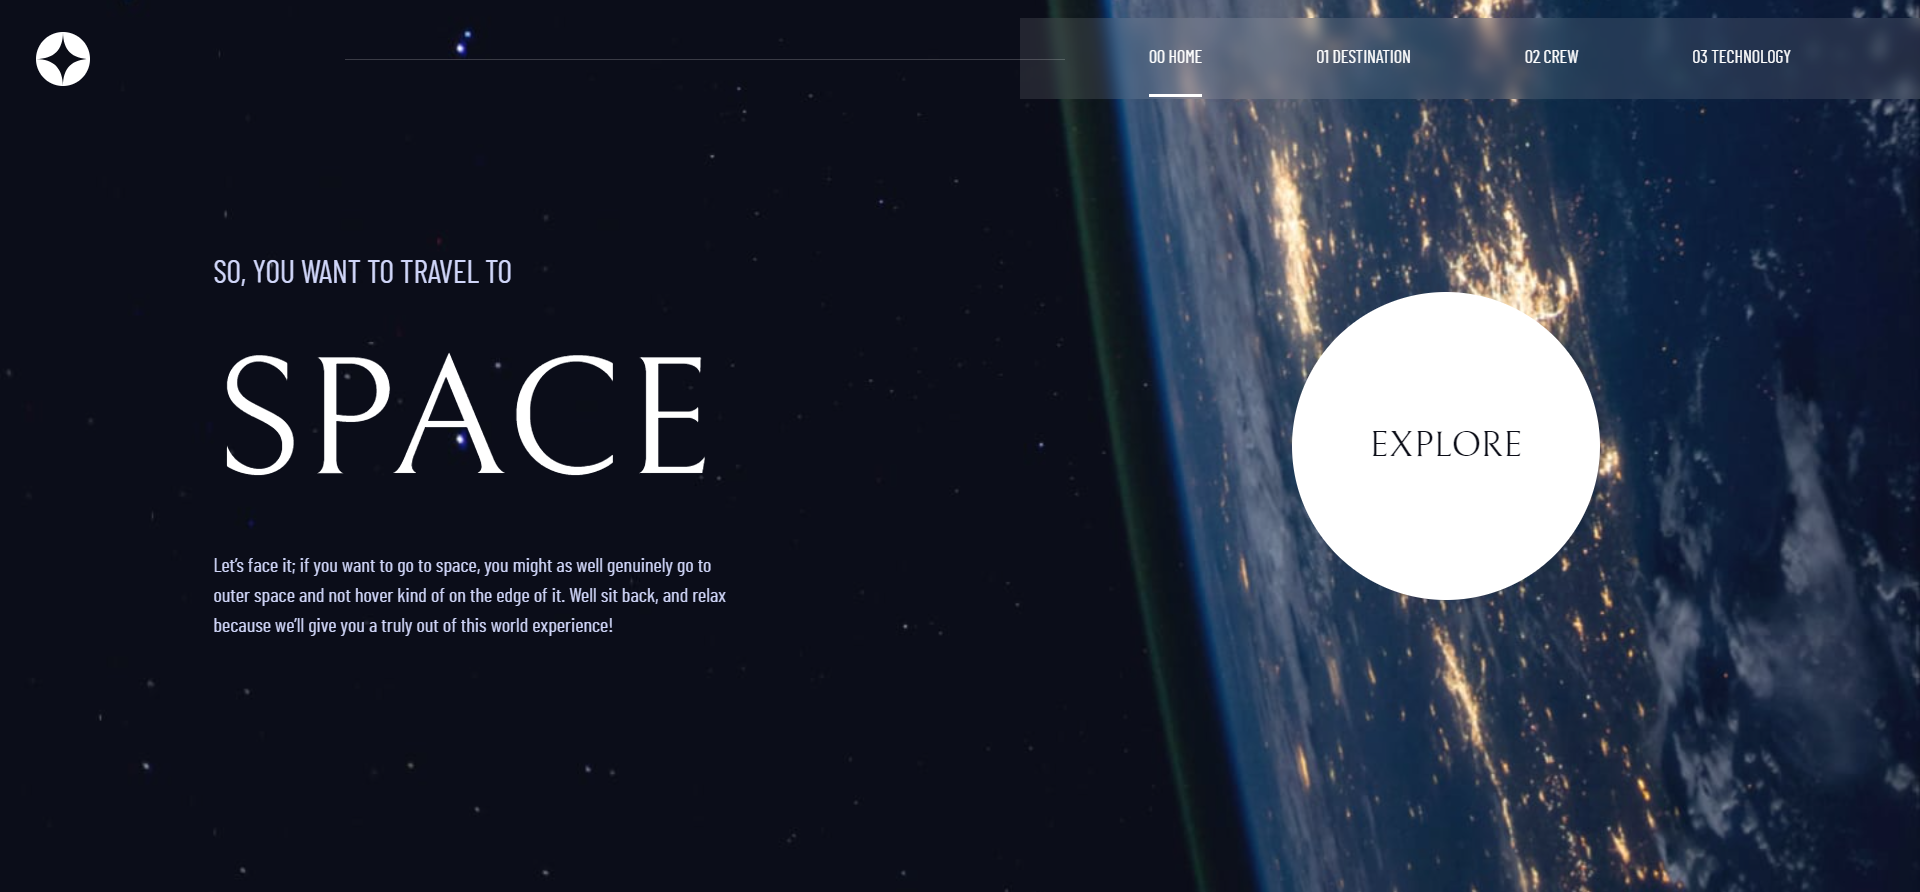 00 HOME
01 DESTINATION
02 CREW
03 TECHNOLOGY
SO, YOU WANT TO TRAVEL TO
SPACE
EXPLORE
Let’s face it; if you want to go to space, you might as well genuinely go to
outer space and not hover kind of on the edge of it. Well sit back, and relax
because we’ll give you a truly out of this world experience!